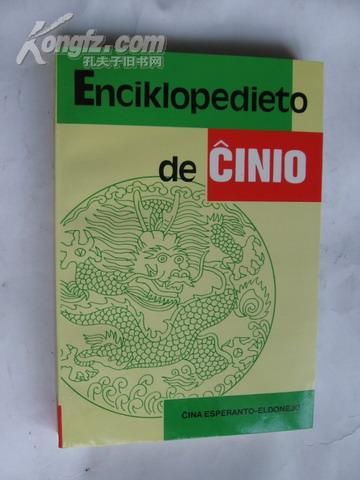 Kongfz.com
孔夫子旧书网
Enciklopedieto
de ĈINIO
ĈINA ESPERANTO-ELDONEJO